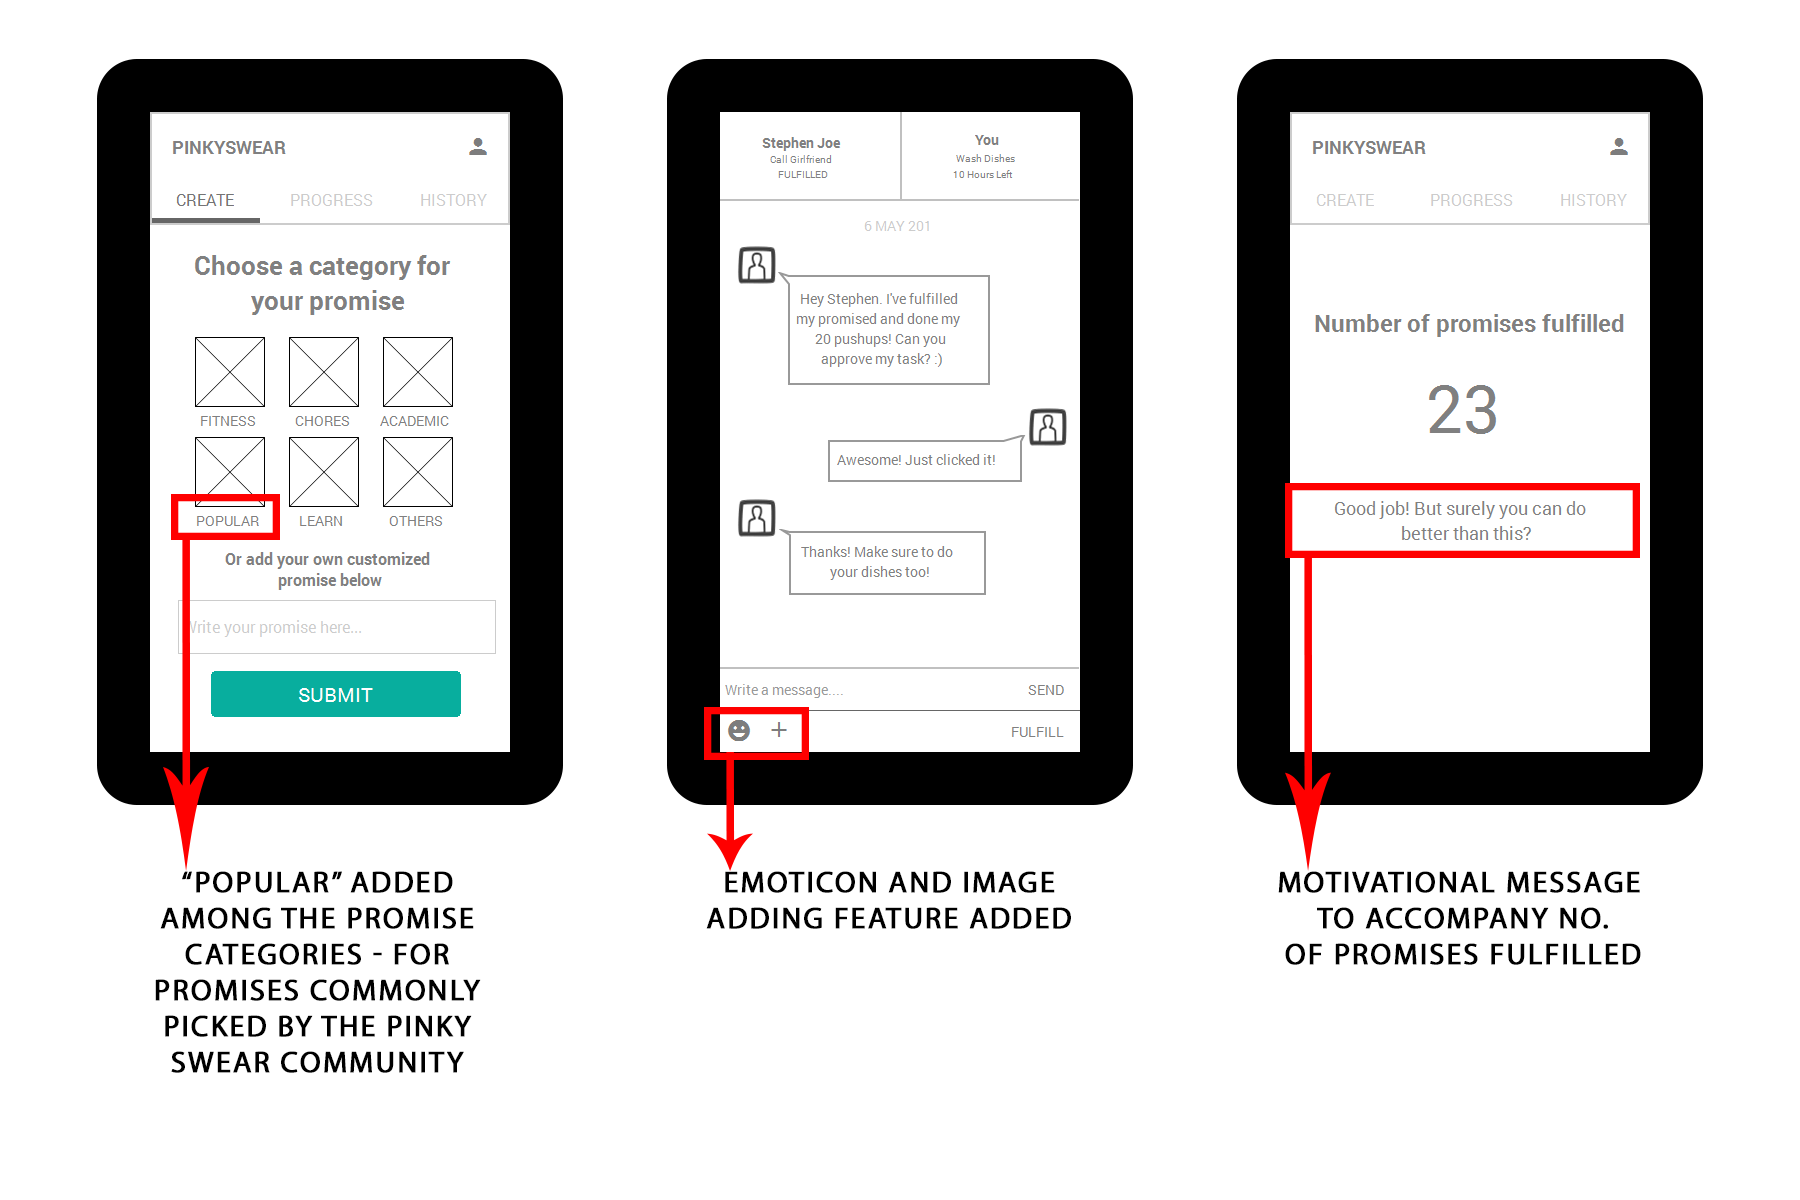 PINKYSWEAR
CREATE PROGRESS HISTORY
Choose a category for
your promise
FITNESS CHORES ACADEMIC
POPULAR LEARN OTHERS
Or add your own customized
promise below
Write your promise here...
SUBMIT
“POPULAR” ADDED
AMONG THE PROMISE
CATEGORIES - FOR
PROMISES COMMONLY
PICKED BY THE PINKY
SWEAR COMMUNITY
Stephen Joe
Call Girlfriend
FULFILLED
You
Wash Dishes
10 Hours Left
6 MAY 201
Hey Stephen. I've fulfilled
my promised and done my
20 pushups! Can you
approve my task? :)
Awesome! Just clicked it!
Thanks! Make sure to do
your dishes too!
Write a message.... SEND
FULFILL
EMOTICON AND IMAGE
ADDING FEATURE ADDED
PINKYSWEAR
CREATE PROGRESS HISTORY
Number of promises fulfilled
23
Good job! But surely you can do
better than this?
MOTIVATIONAL MESSAGE
TO ACCOMPANY NO.
OF PROMISES FULFILLED